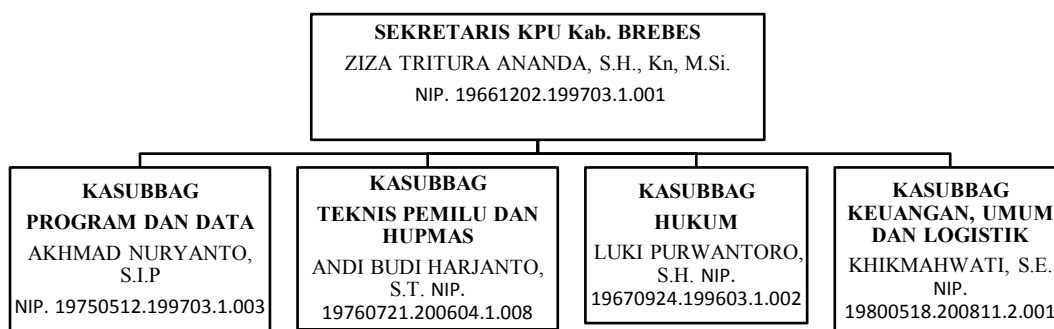 SEKRETARIS KPU Kab. BREBES
ZIZA TRITURA ANANDA, S.H., Kn, M.Si.
NIP. 19661202.199703.1.001
KASUBBAG
PROGRAM DAN DATA
AKHMAD NURYANTO,
S.I.P
NIP. 19750512.199703.1.003
KASUBBAG
TEKNIS PEMILU DAN
HUPMAS
ANDI BUDI HARJANTO,
S.T. NIP.
19760721.200604.1.008
KASUBBAG
HUKUM
LUKI PURWANTORO,
S.H. NIP.
19670924.199603.1.002
KASUBBAG
KEUANGAN, UMUM
DAN LOGISTIK
KHIKMAHWATI, S.E.
NIP.
19800518.200811.2.001